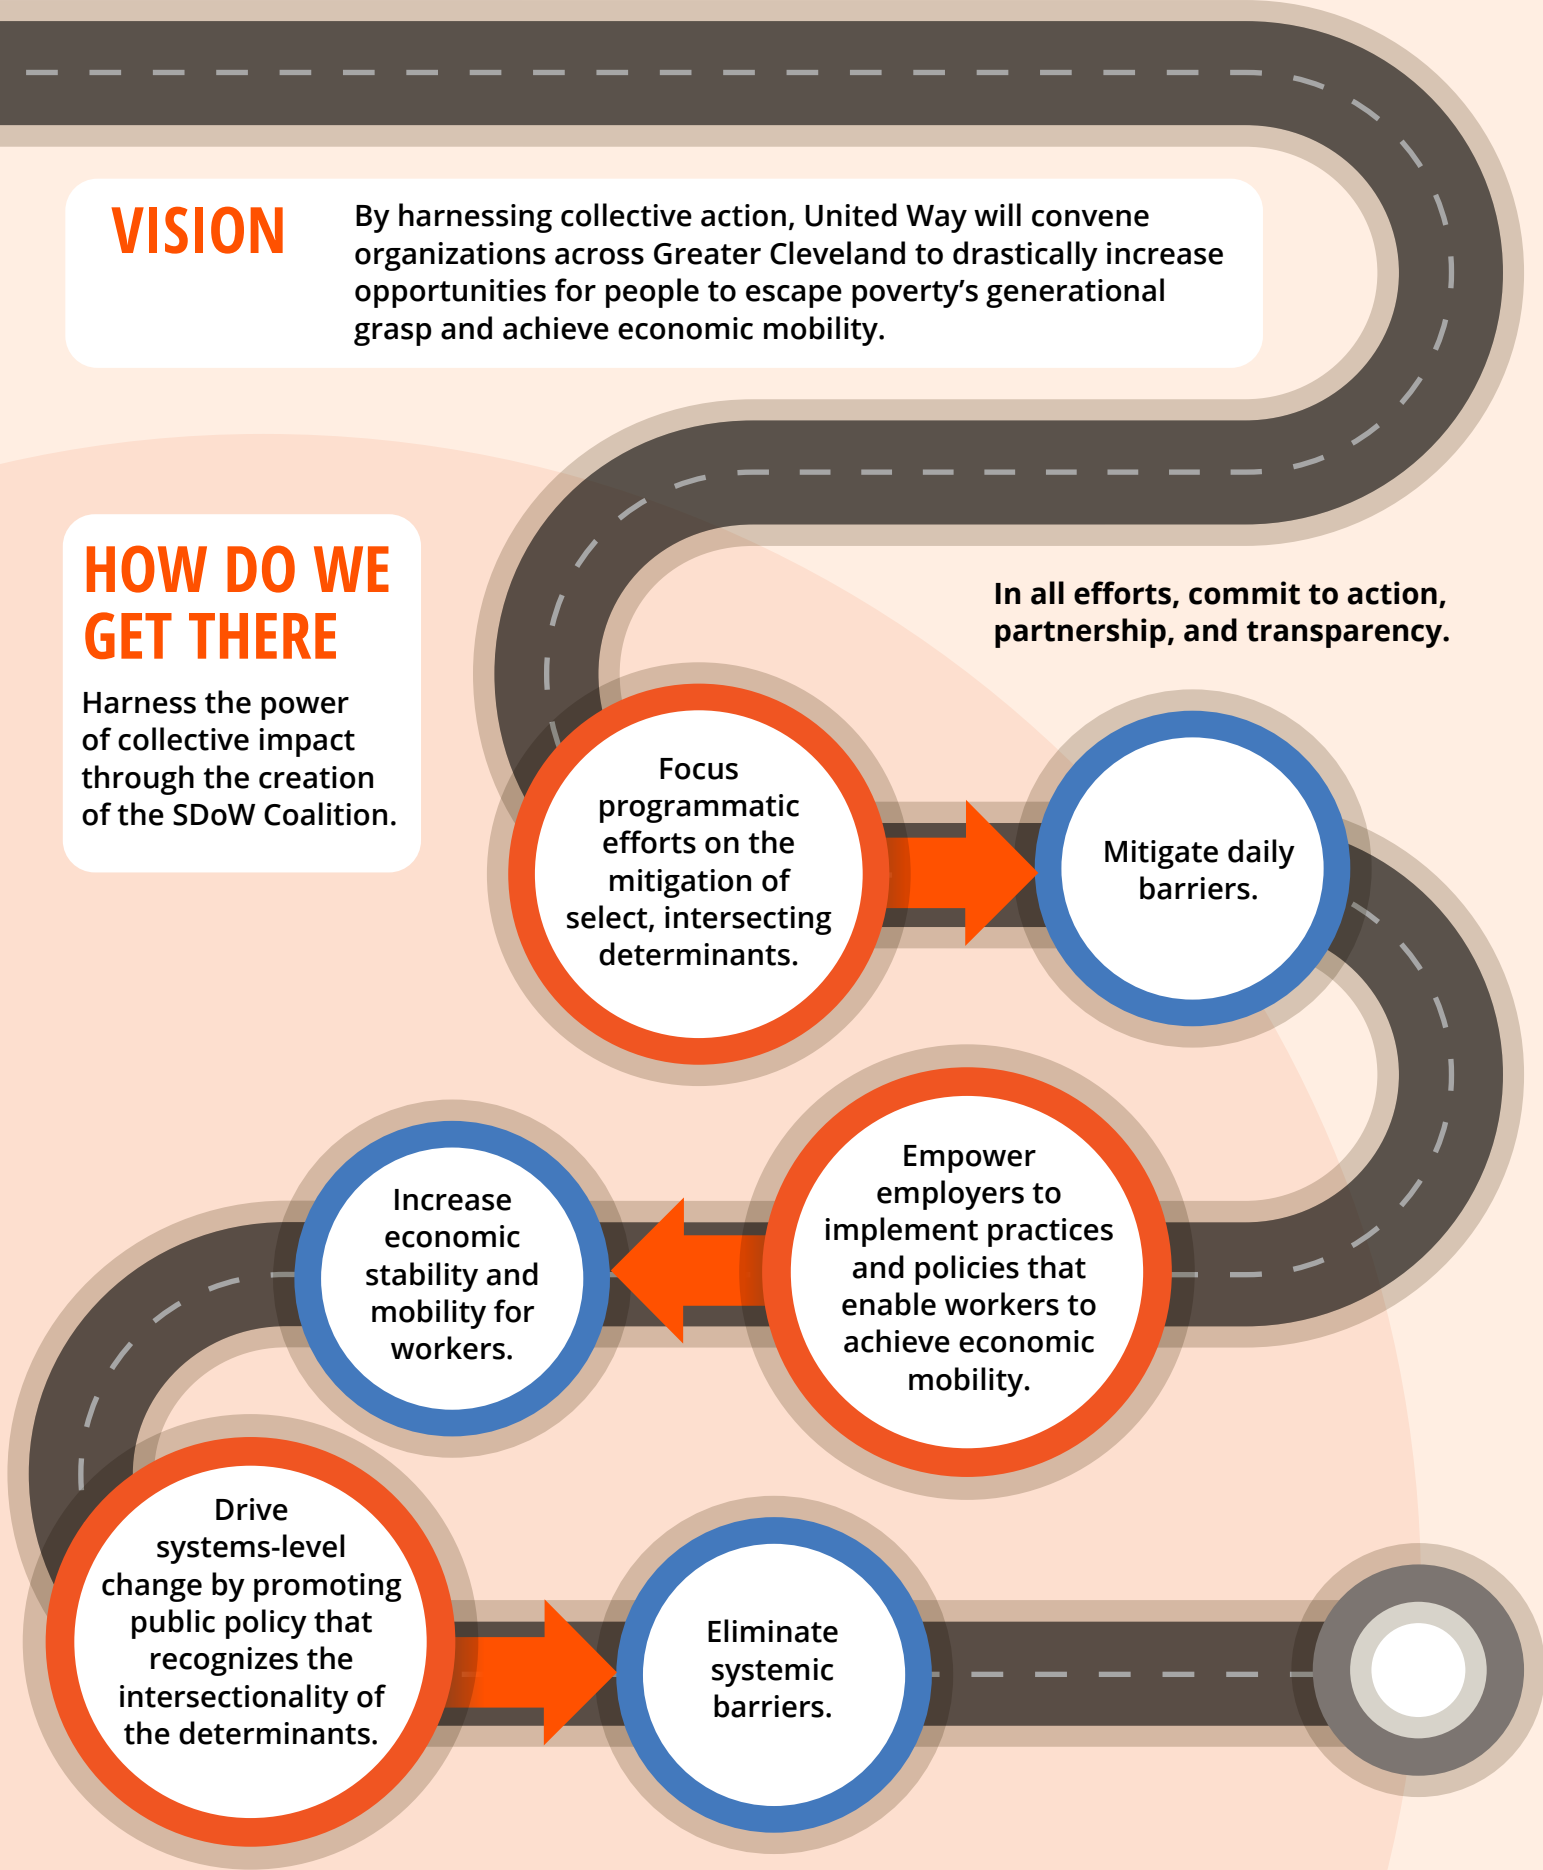 VISION
By harnessing collective action, United Way will convene
organizations across Greater Cleveland to drastically increase
opportunities for people to escape poverty’s generational
grasp and achieve economic mobility.
HOW DO WE
GET THERE
Harness the power
of collective impact
through the creation
of the SDoW Coalition.
In all efforts, commit to action,
partnership, and transparency.
Focus
programmatic
efforts on the
mitigation of
select, intersecting
determinants.
Mitigate daily
barriers.
Empower
employers to
implement practices
and policies that
enable workers to
achieve economic
mobility.
Increase
economic
stability and
mobility for
workers.
Drive
systems-level
change by promoting
public policy that
recognizes the
intersectionality of
the determinants.
Eliminate
systemic
barriers.